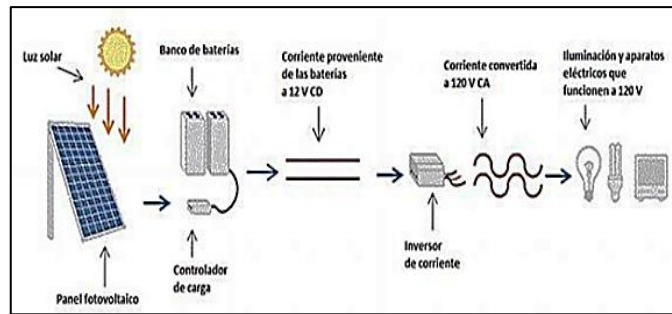 Luz solar
Banco de baterías
Corriente proveniente
de las baterías
a 12 V CD
Corriente convertida
a 120 V CA
Iluminación y aparatos
eléctricos que
funcionen a 120 V
Panel fotovoltaico
Controlador
de carga
Inversor
de corriente